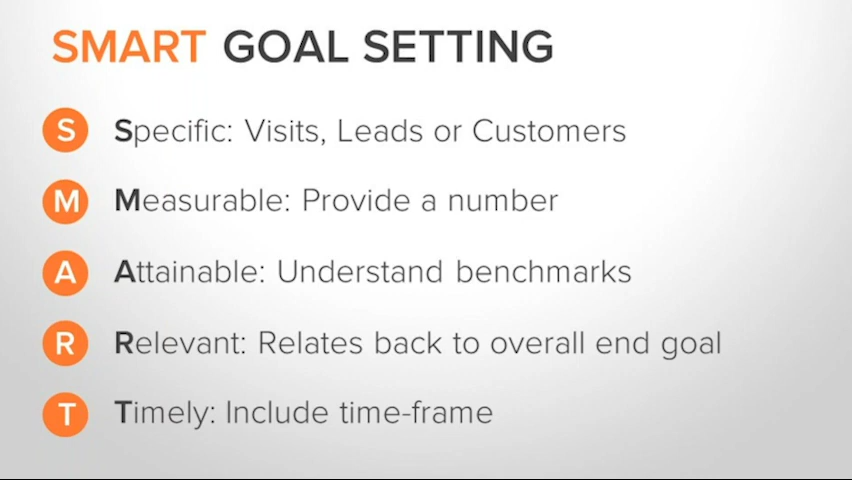 SMART GOAL SETTING
S Specific: Visits, Leads or Customers
M Measurable: Provide a number
A Attainable: Understand benchmarks
R Relevant: Relates back to overall end goal
T Timely: Include time-frame